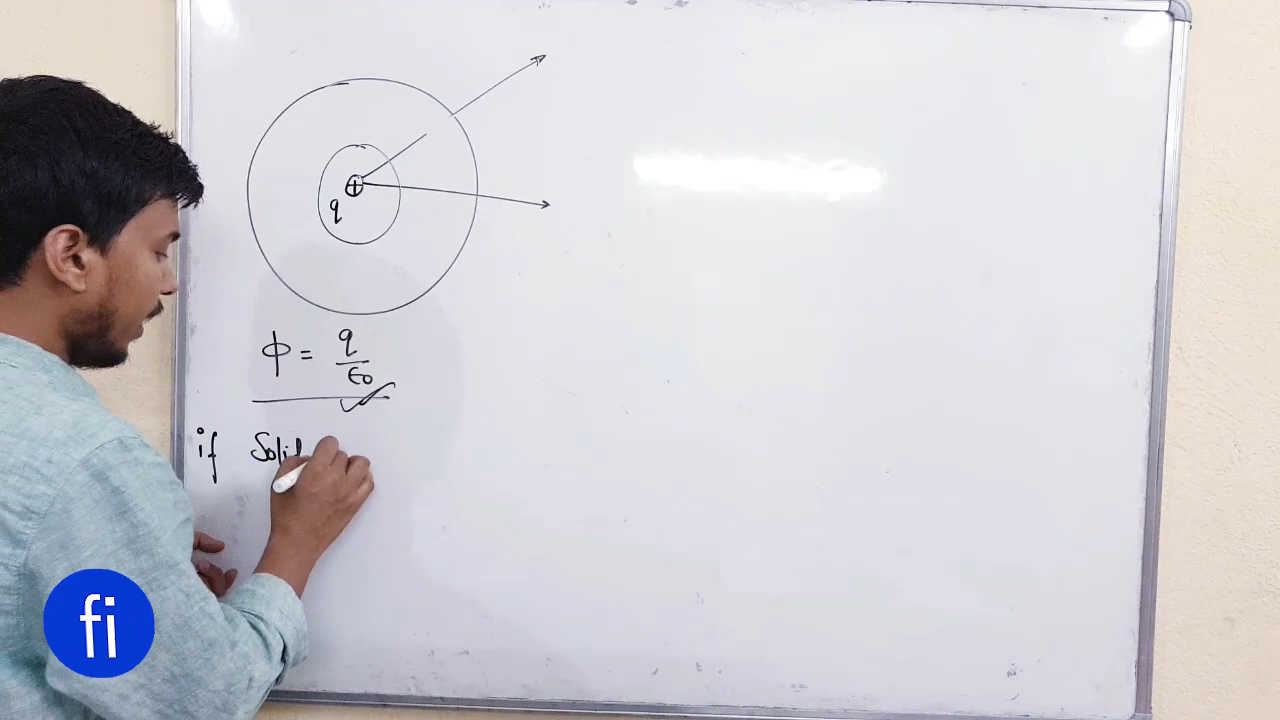 q
ϕ = q/ε0
if Soli
fi